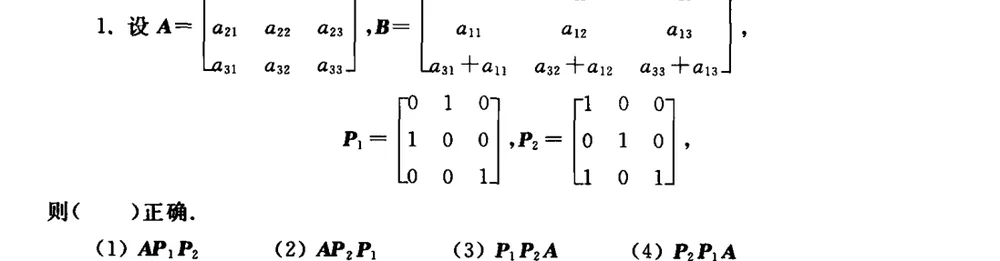 1. 设 A= [ a21 a22 a23 ] , B= [ a11 a12 a13 ] ,
a31 a32 a33 a31+a11 a32+a12 a33+a13
P1= [ 0 1 0 ] , P2= [ 1 0 0 ] ,
1 0 0 0 1 0
0 0 1 1 0 1
则( )正确.
(1) AP1P2 (2) AP2P1 (3) P1P2A (4) P2P1A